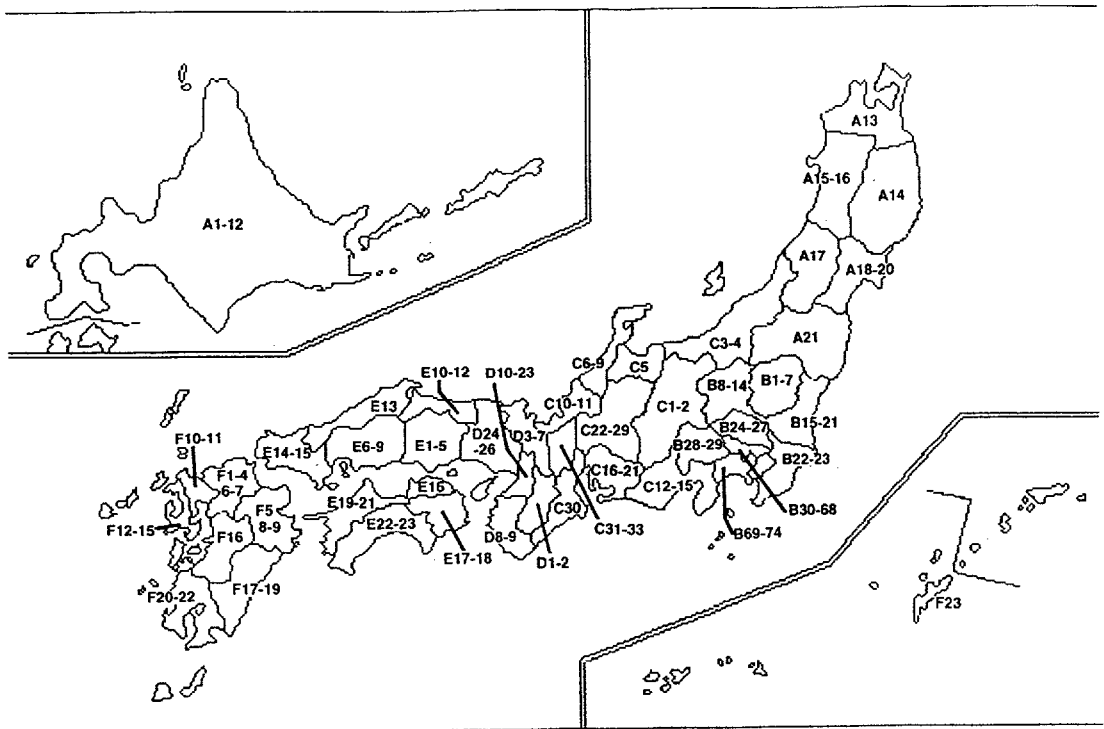 A13
A15-16
A14
A1-12
A17
A18-20
A21
C3-4
C6-9
C5
B8-14
B1-7
E10-12
D10-23
C10-11
C1-2
E13
B15-21
B24-27
F10-11
E14-15
E6-9
E1-5
D24
-26
D3-7
C22-29
B28-29
B22-23
F1-4
6-7
E16
C16-21
C12-15
F5
8-9
E19-21
C30
B30-68
F12-15
F16
E22-23
D8-9
C31-33
B69-74
E17-18
D1-2
F20-22
F17-19
F23